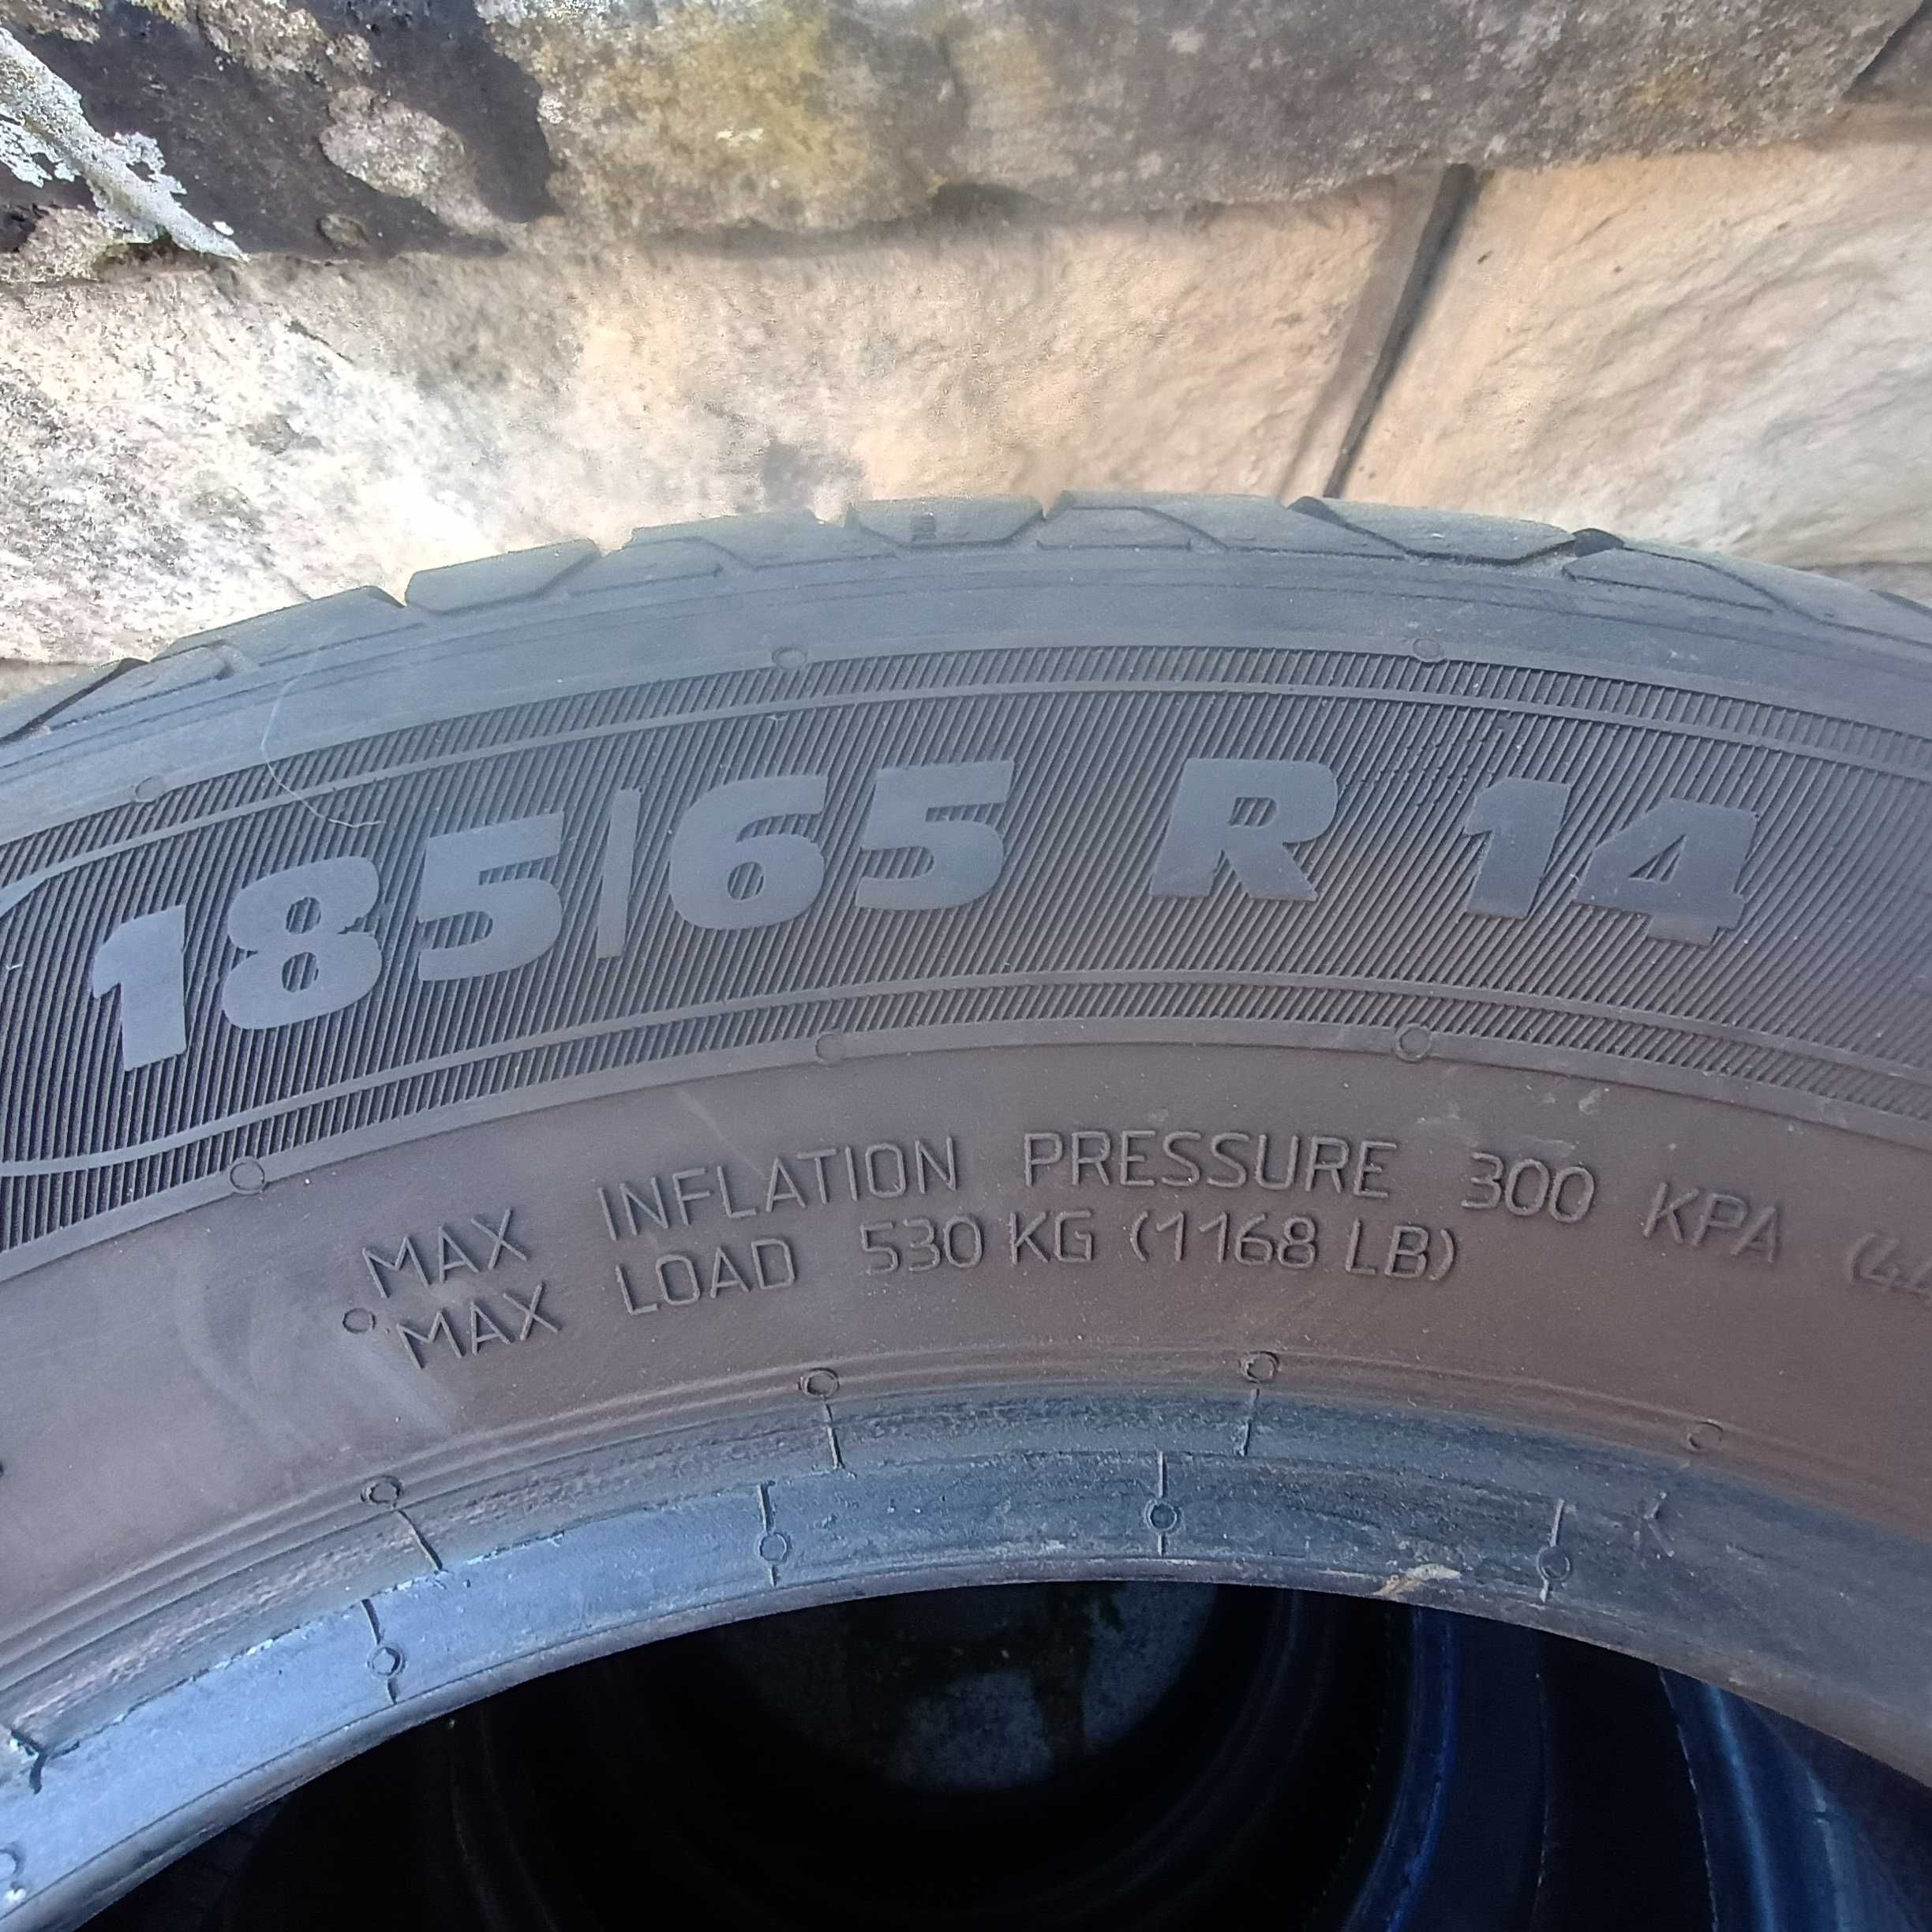 185/65 R 14
MAX INFLATION PRESSURE 300 KPA
MAX LOAD 530 KG (1168 LB)